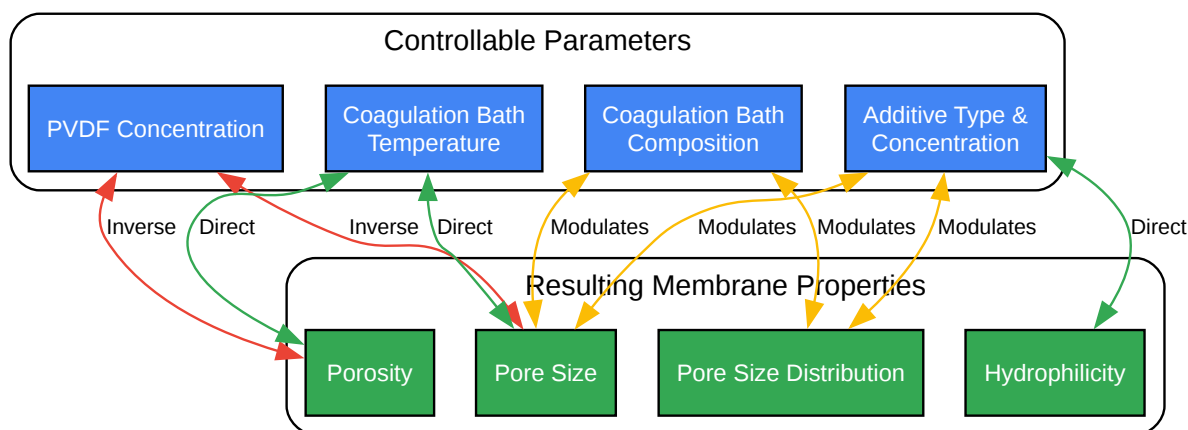 Controllable Parameters
PVDF Concentration
Coagulation Bath
Temperature
Coagulation Bath
Composition
Additive Type &
Concentration
Inverse
Direct
Inverse
Direct
Modulates
Modulates
Modulates
Modulates
Direct
Resulting Membrane Properties
Porosity
Pore Size
Pore Size Distribution
Hydrophilicity